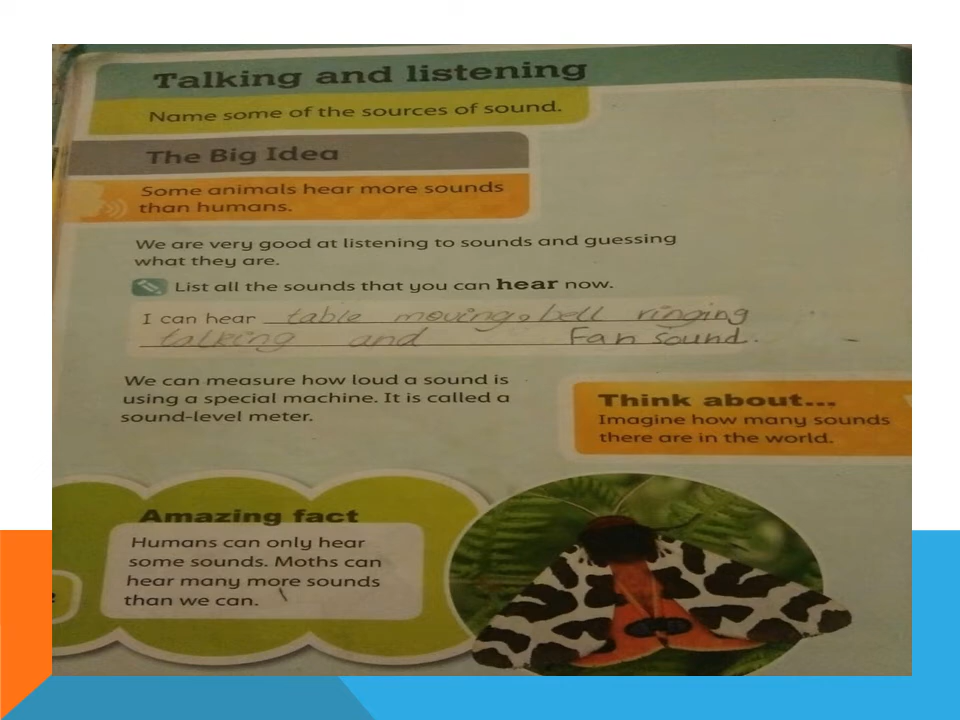 Talking and listening
Name some of the sources of sound.
The Big Idea
Some animals hear more sounds
than humans.
We are very good at listening to sounds and guessing
what they are.
List all the sounds that you can hear now.
I can hear table moving, bell ringing
talking and Fan sound.
We can measure how loud a sound is
using a special machine. It is called a
sound-level meter.
Think about...
Imagine how many sounds
there are in the world.
Amazing fact
Humans can only hear
some sounds. Moths can
hear many more sounds
than we can.